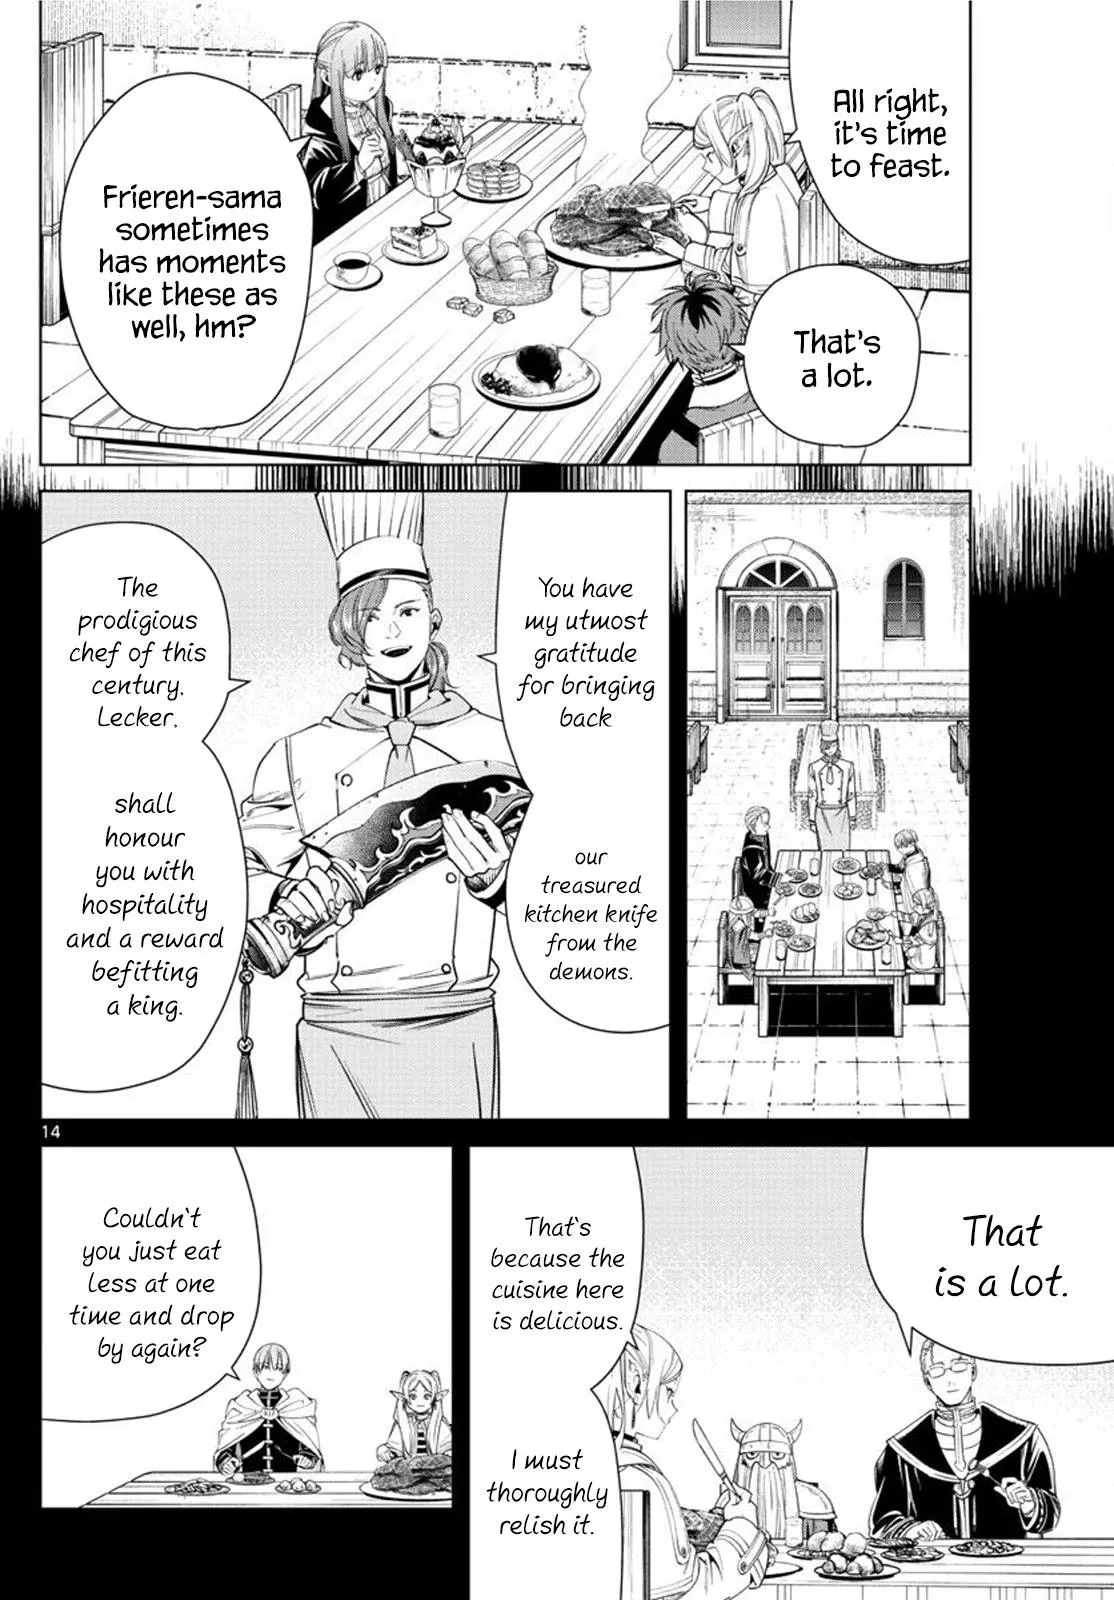 All right,
it's time
to feast.
That's
a lot.
Frieren-sama
sometimes
has moments
like these as
well, hm?
You have
my utmost
gratitude
for bringing
back
our
treasured
kitchen knife
from the
demons.
The
prodigious
chef of this
century.
Lecker.
shall
honour
you with
hospitality
and a reward
befitting
a king.
14
That
is a lot.
That's
because the
cuisine here
is delicious.
I must
thoroughly
relish it.
Couldn't
you just eat
less at one
time and drop
by again?